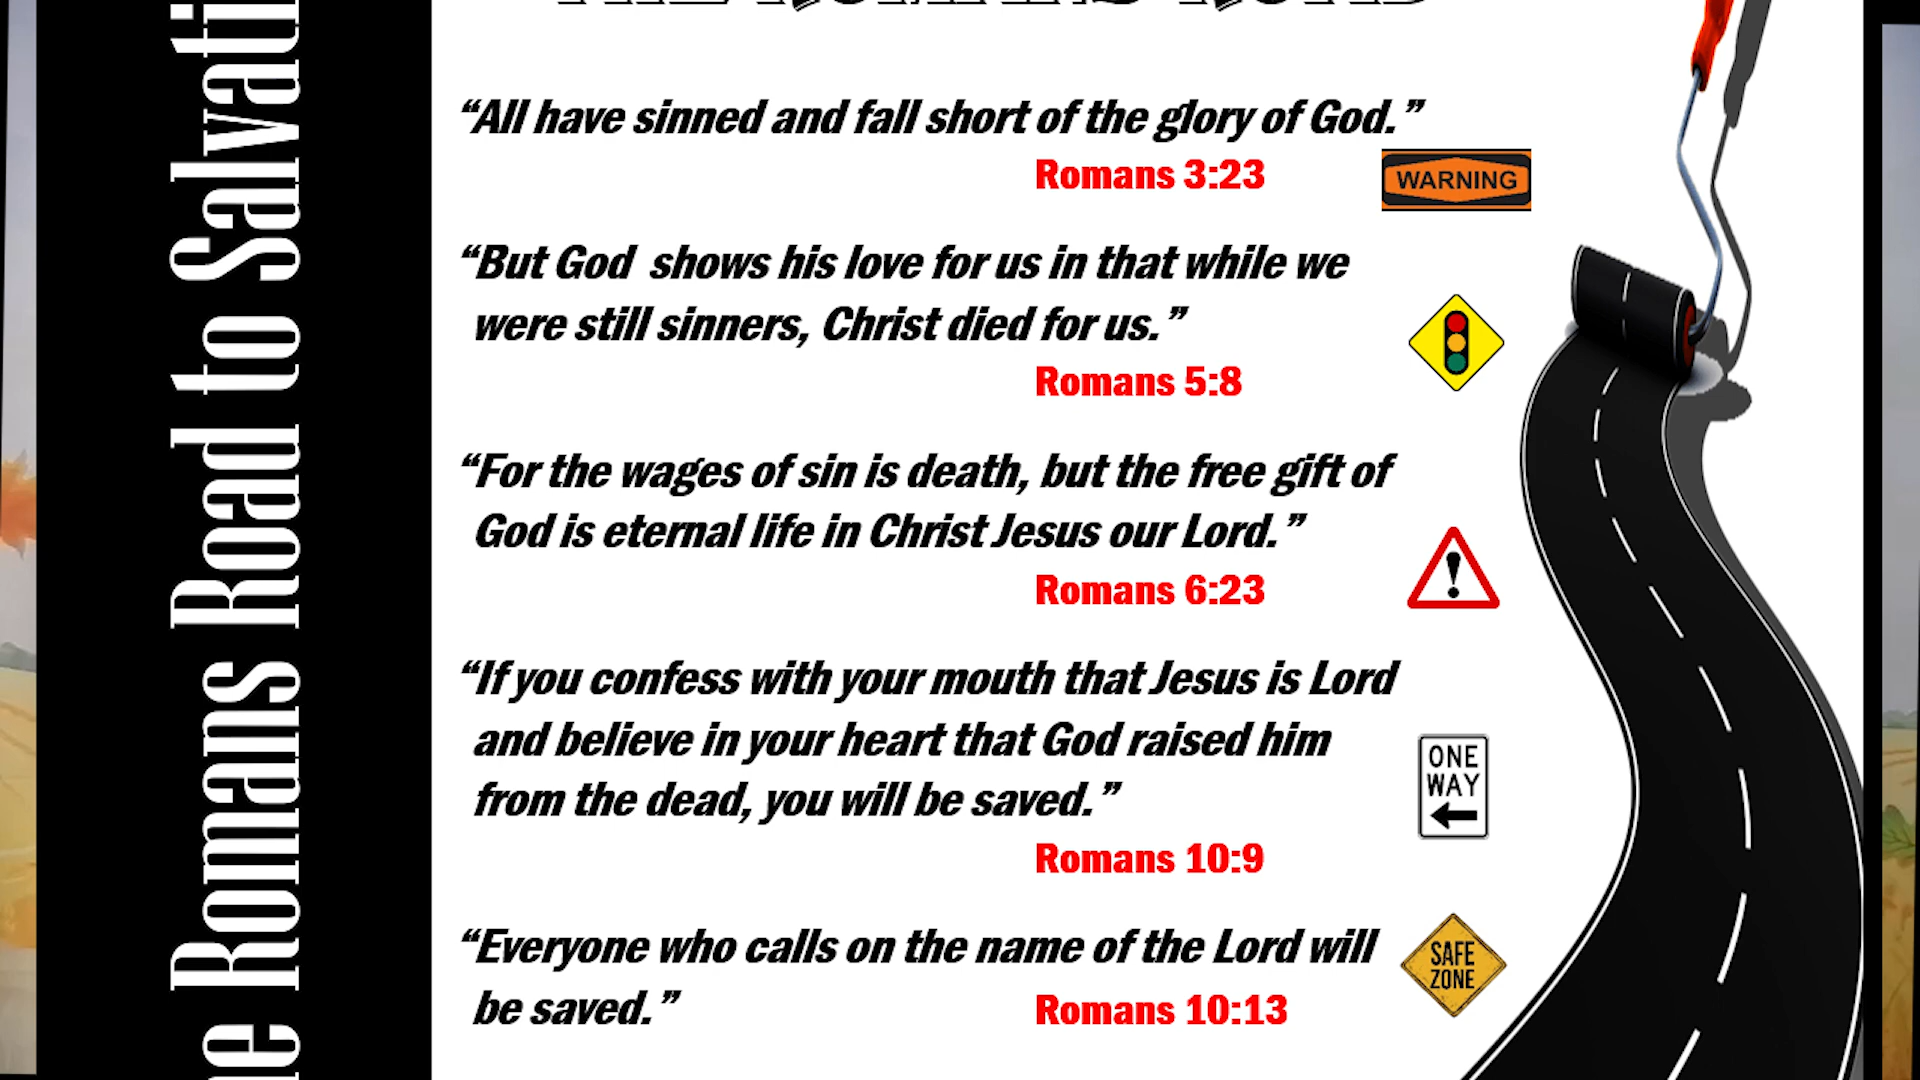 Romans Road to
THE ROMANS ROAD
“All have sinned and fall short of the glory of God.”
Romans 3:23
WARNING
“But God shows his love for us in that while we
were still sinners, Christ died for us.”
Romans 5:8
“For the wages of sin is death, but the free gift of
God is eternal life in Christ Jesus our Lord.”
Romans 6:23
“If you confess with your mouth that Jesus is Lord
and believe in your heart that God raised him
from the dead, you will be saved.”
Romans 10:9
ONE
WAY
“Everyone who calls on the name of the Lord will
be saved.”
Romans 10:13
SAFE
ZONE